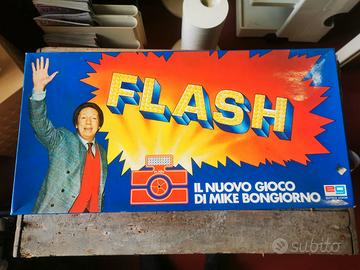 FLASH
IL NUOVO GIOCO
DI MIKE BONGIORNO
subito